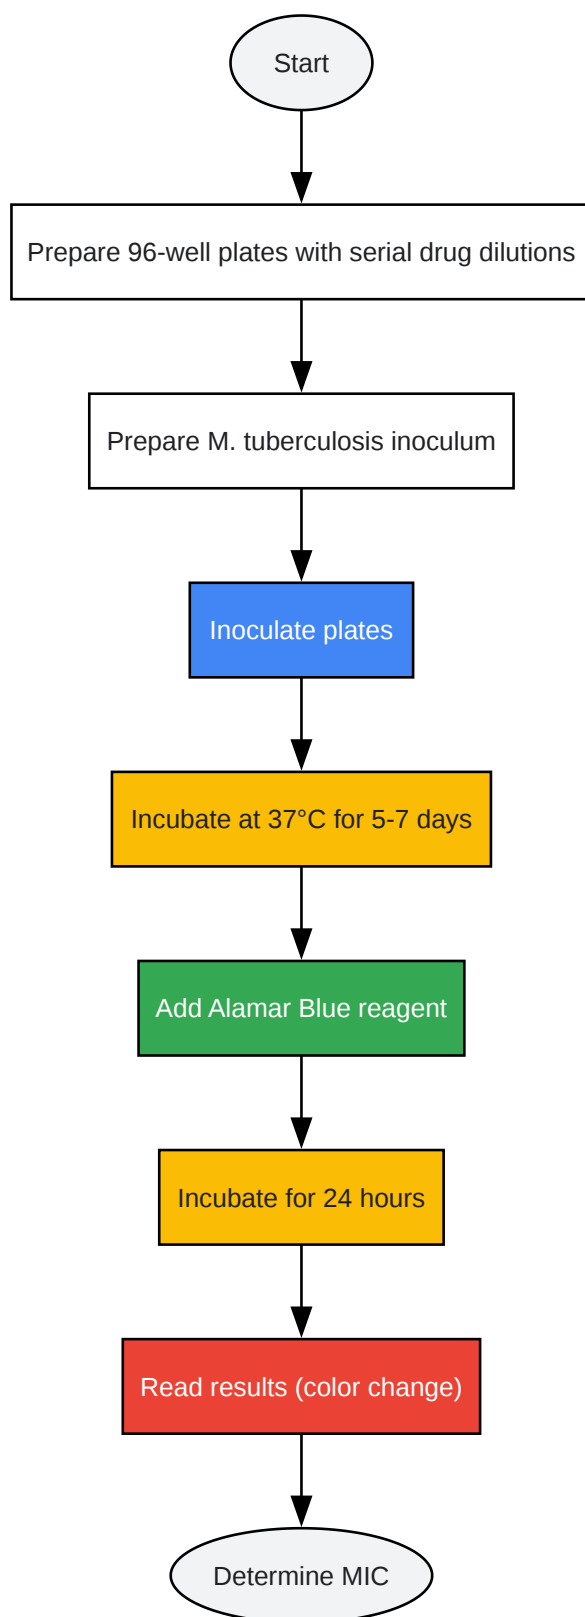 Start
Prepare 96-well plates with serial drug dilutions
Prepare M. tuberculosis inoculum
Inoculate plates
Incubate at 37°C for 5-7 days
Add Alamar Blue reagent
Incubate for 24 hours
Read results (color change)
Determine MIC